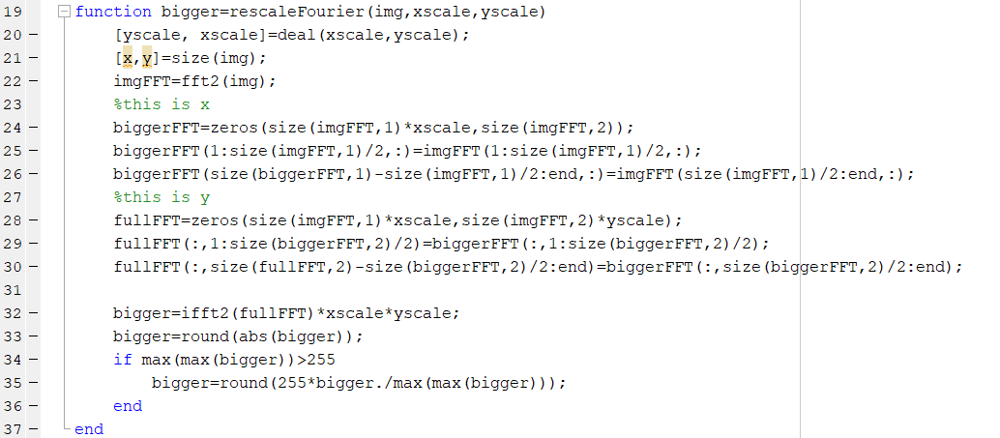 19 function bigger=rescaleFourier(img,xscale,yscale)
20 – [yscale, xscale]=deal(xscale,yscale);
21 – [x,y]=size(img);
22 – imgFFT=fft2(img);
23 %this is x
24 – biggerFFT=zeros(size(imgFFT,1)*xscale,size(imgFFT,2));
25 – biggerFFT(1:size(imgFFT,1)/2,:)=imgFFT(1:size(imgFFT,1)/2,:);
26 – biggerFFT(size(biggerFFT,1)-size(imgFFT,1)/2:end,:)=imgFFT(size(imgFFT,1)/2:end,:);
27 %this is y
28 – fullFFT=zeros(size(imgFFT,1)*xscale,size(imgFFT,2)*yscale);
29 – fullFFT(:,1:size(biggerFFT,2)/2)=biggerFFT(:,1:size(biggerFFT,2)/2);
30 – fullFFT(:,size(fullFFT,2)-size(biggerFFT,2)/2:end)=biggerFFT(:,size(biggerFFT,2)/2:end);
31
32 – bigger=ifft2(fullFFT)*xscale*yscale;
33 – bigger=round(abs(bigger));
34 – if max(max(bigger))>255
35 – bigger=round(255*bigger./max(max(bigger)));
36 – end
37 – end